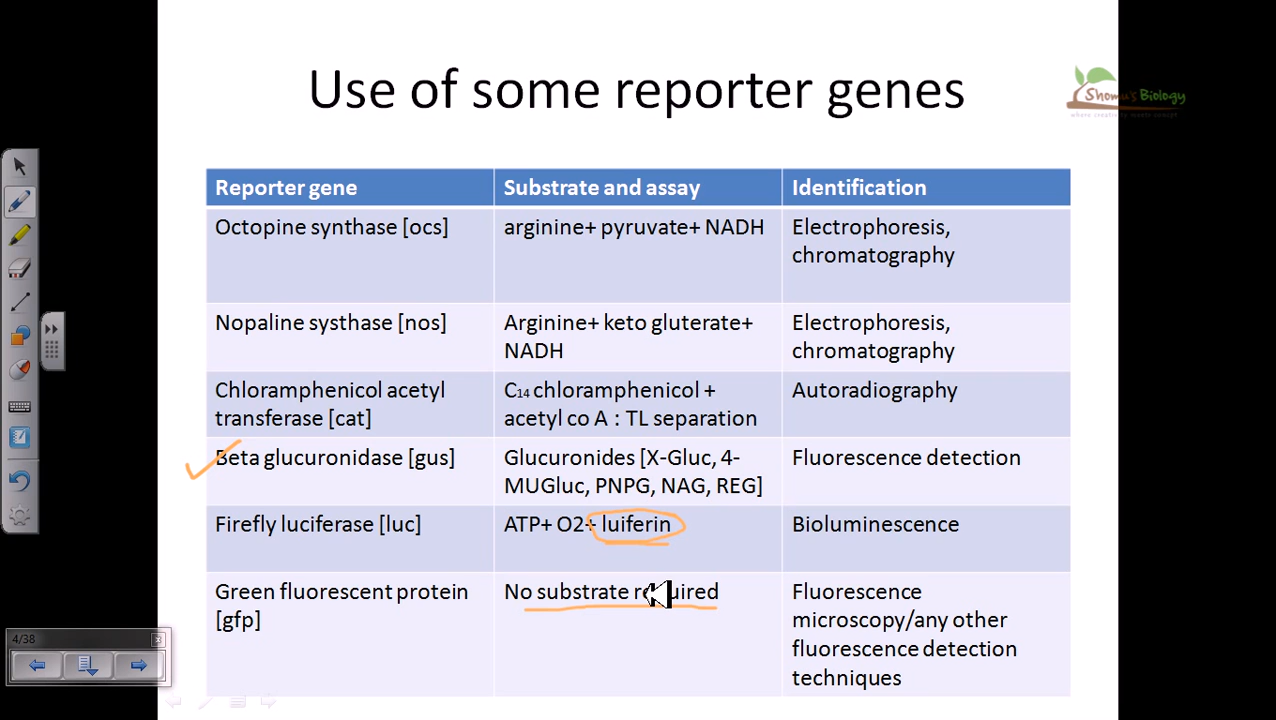 Use of some reporter genes
Shomu's Biology
where creativity meets concept
Reporter gene
Substrate and assay
Identification
Octopine synthase [ocs]
arginine+ pyruvate+ NADH
Electrophoresis,
chromatography
Nopaline systhase [nos]
Arginine+ keto gluterate+
NADH
Electrophoresis,
chromatography
Chloramphenicol acetyl
transferase [cat]
C14 chloramphenicol +
acetyl co A : TL separation
Autoradiography
Beta glucuronidase [gus]
Glucuronides [X-Gluc, 4-
MUGluc, PNPG, NAG, REG]
Fluorescence detection
Firefly luciferase [luc]
ATP+ O2+ luiferin
Bioluminescence
Green fluorescent protein
[gfp]
No substrate required
Fluorescence
microscopy/any other
fluorescence detection
techniques
4/38